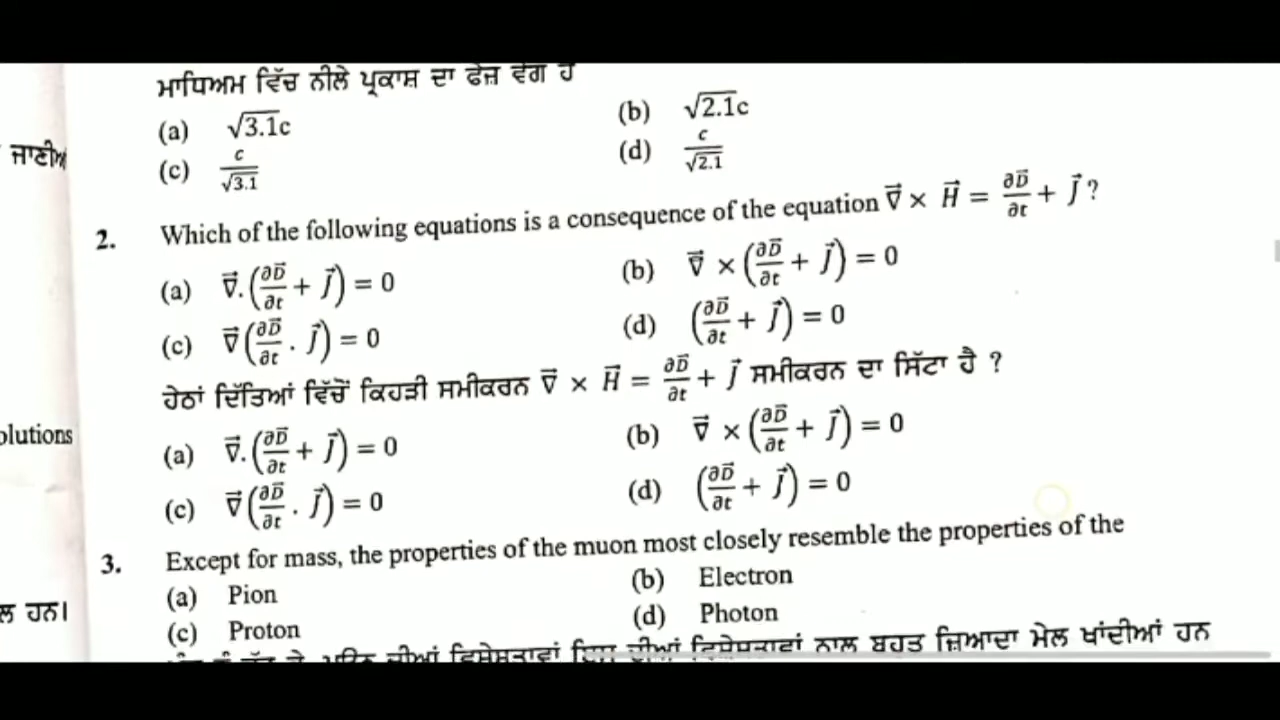 ਮਾਧਿਅਮ ਵਿੱਚ ਨੀਲੇ ਪ੍ਰਕਾਸ਼ ਦਾ ਫੇਜ਼ ਵੇਗ ਹੈ
(a) √3.1c (b) √2.1c
(c) c/√3.1 (d) c/√2.1
2. Which of the following equations is a consequence of the equation ∇⃗ × H⃗ = ∂D⃗/∂t + J⃗ ?
(a) ∇⃗.(∂D⃗/∂t + J⃗) = 0 (b) ∇⃗ ×(∂D⃗/∂t + J⃗) = 0
(c) ∇⃗(∂D⃗/∂t . J⃗) = 0 (d) (∂D⃗/∂t + J⃗) = 0
ਹੇਠਾਂ ਦਿੱਤਿਆਂ ਵਿੱਚੋਂ ਕਿਹੜੀ ਸਮੀਕਰਨ ∇⃗ × H⃗ = ∂D⃗/∂t + J⃗ ਸਮੀਕਰਨ ਦਾ ਸਿੱਟਾ ਹੈ ?
(a) ∇⃗.(∂D⃗/∂t + J⃗) = 0 (b) ∇⃗ ×(∂D⃗/∂t + J⃗) = 0
(c) ∇⃗(∂D⃗/∂t . J⃗) = 0 (d) (∂D⃗/∂t + J⃗) = 0
3. Except for mass, the properties of the muon most closely resemble the properties of the
(a) Pion (b) Electron
(c) Proton (d) Photon
ਦੀਆਂ ਵਿਸ਼ੇਸ਼ਤਾਵਾਂ ਕਿਸ ਦੀਆਂ ਵਿਸ਼ੇਸ਼ਤਾਵਾਂ ਨਾਲ ਬਹੁਤ ਜ਼ਿਆਦਾ ਮੇਲ ਖਾਂਦੀਆਂ ਹਨ
ਜਾਣੀਆ
olutions
ਲ ਹਨ।